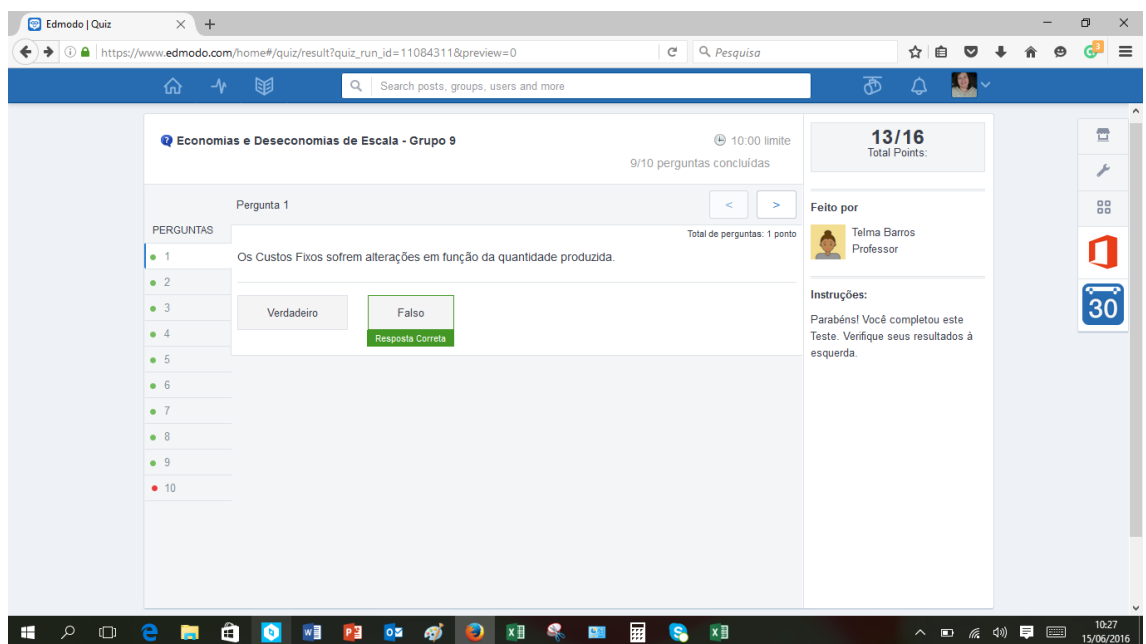 Edmodo | Quiz
https://www.edmodo.com/home#/quiz/result?quiz_run_id=11084311&preview=0
Pesquisa
3
Search posts, groups, users and more
Economias e Deseconomias de Escala - Grupo 9
10:00 limite
9/10 perguntas concluídas
13/16
Total Points:
Pergunta 1
<
>
PERGUNTAS
Total de perguntas: 1 ponto
Os Custos Fixos sofrem alterações em função da quantidade produzida.
Verdadeiro
Falso
Resposta Correta
1
2
3
4
5
6
7
8
9
10
Feito por
Telma Barros
Professor
Instruções:
Parabéns! Você completou este
Teste. Verifique seus resultados à
esquerda.
30
10:27
15/06/2016